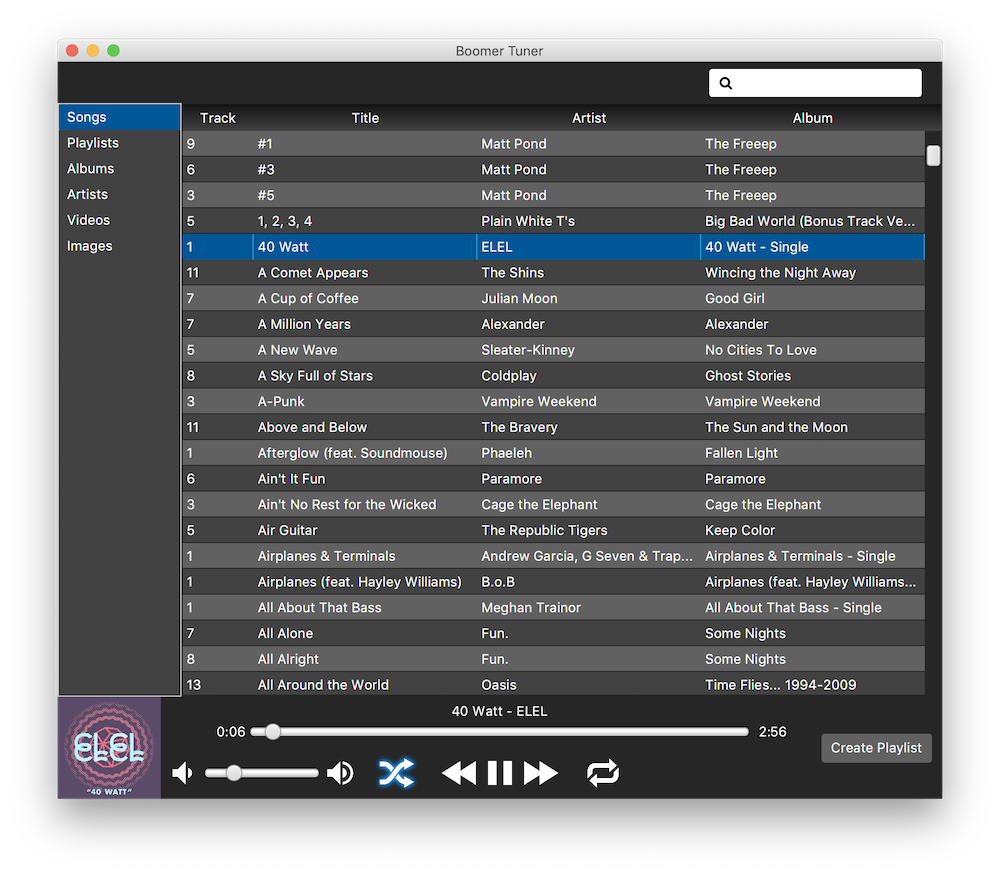 Boomer Tuner
Songs
Playlists
Albums
Artists
Videos
Images
Track Title Artist Album
9 #1 Matt Pond The Freeep
6 #3 Matt Pond The Freeep
3 #5 Matt Pond The Freeep
5 1, 2, 3, 4 Plain White T's Big Bad World (Bonus Track Ve...
1 40 Watt ELEL 40 Watt - Single
11 A Comet Appears The Shins Wincing the Night Away
7 A Cup of Coffee Julian Moon Good Girl
7 A Million Years Alexander Alexander
5 A New Wave Sleater-Kinney No Cities To Love
8 A Sky Full of Stars Coldplay Ghost Stories
3 A-Punk Vampire Weekend Vampire Weekend
11 Above and Below The Bravery The Sun and the Moon
1 Afterglow (feat. Soundmouse) Phaeleh Fallen Light
6 Ain't It Fun Paramore Paramore
3 Ain't No Rest for the Wicked Cage the Elephant Cage the Elephant
5 Air Guitar The Republic Tigers Keep Color
1 Airplanes & Terminals Andrew Garcia, G Seven & Trap... Airplanes & Terminals - Single
1 Airplanes (feat. Hayley Williams) B.o.B Airplanes (feat. Hayley Williams...
1 All About That Bass Meghan Trainor All About That Bass - Single
7 All Alone Fun. Some Nights
8 All Alright Fun. Some Nights
13 All Around the World Oasis Time Flies... 1994-2009
ELEL
"40 WATT"
40 Watt - ELEL
0:06 2:56
Create Playlist